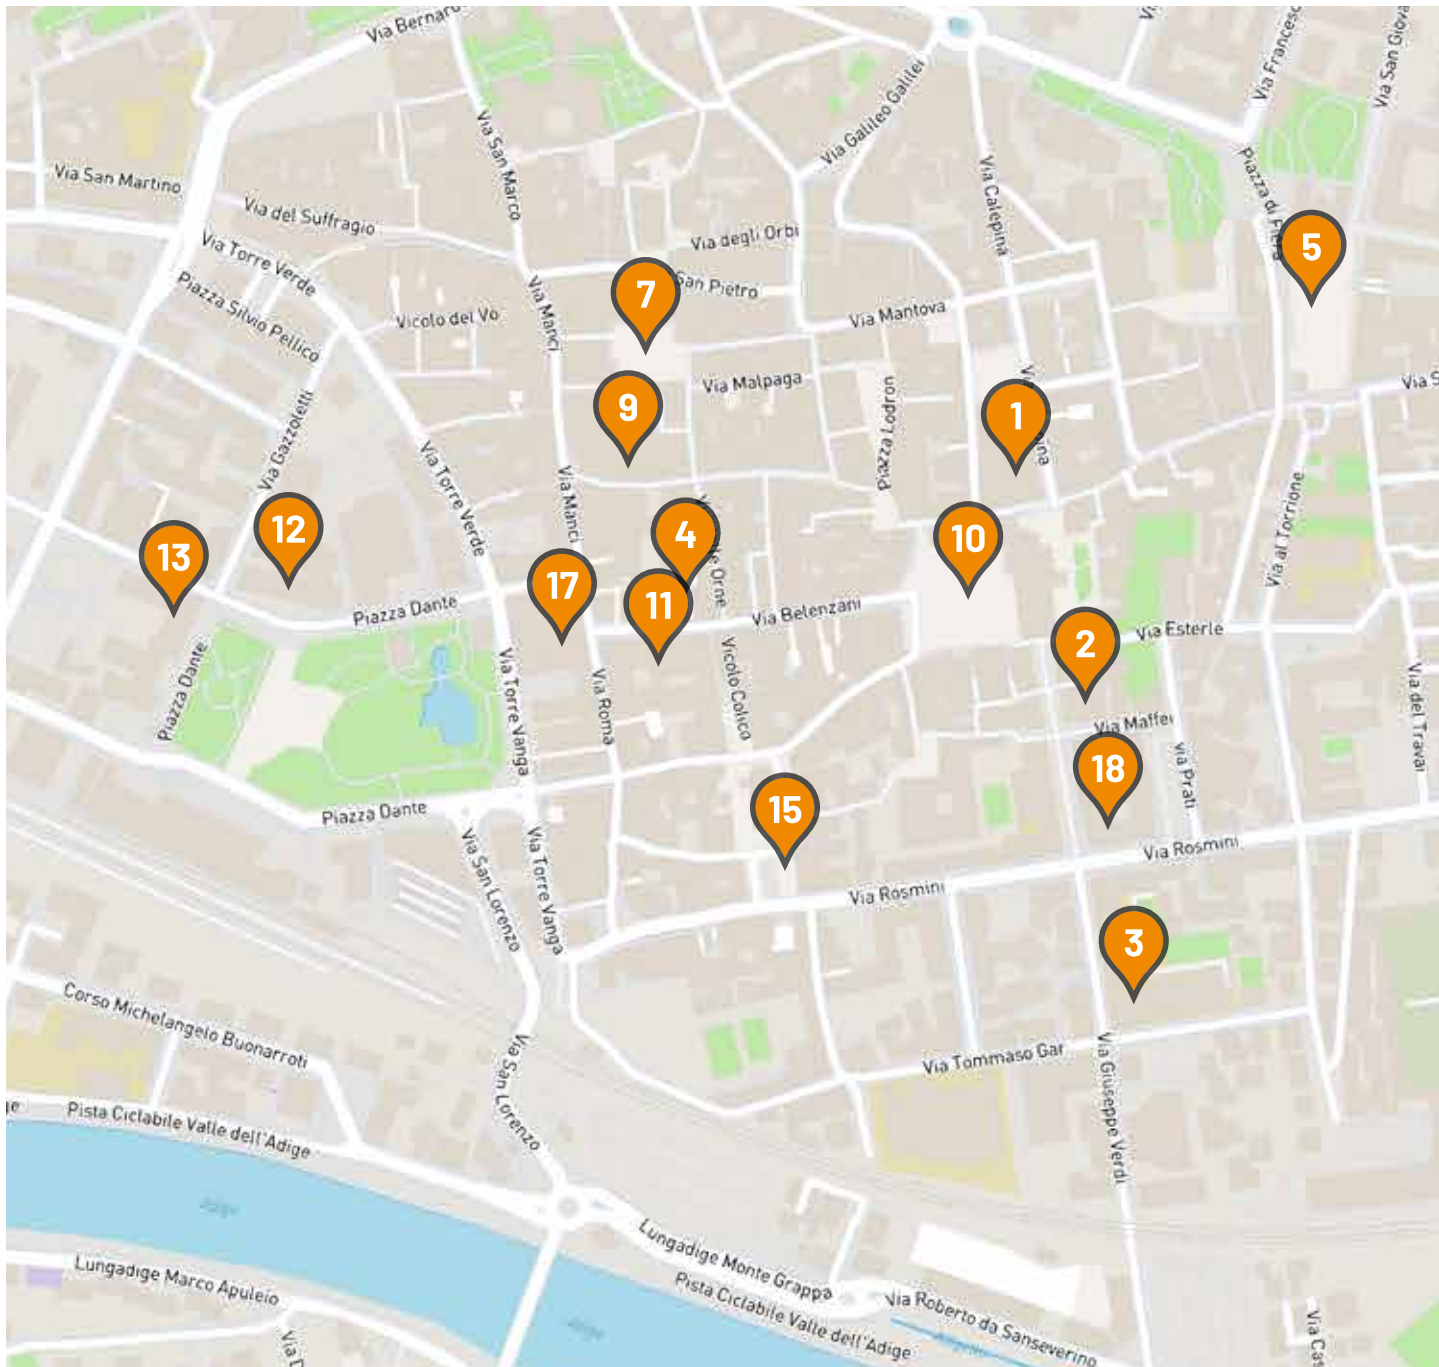 Via Bernar
Via San Martino
Via del Suffragio
Via San Marco
Via Galileo Galilei
Via Calepina
Via Francesc
Via San Giova
Piazza di Fiera
5
Via Torre Verde
Piazza Silvio Pellico
Vicolo del Vò
Via Manci
Via degli Orbi
San Pietro
7
Via Mantova
Via Malpaga
9
Piazza Lodron
1
Via S
Via Gazzoletti
Via Torre Verde
Via Manci
12
13
17
4
11
10
Via al Torrione
Piazza Dante
Via Belenzani
2
Via Esterle
Piazza Dante
Via Torre Vanga
Via Roma
Vicolo Colico
Via Maffei
Via del Travai
via Prati
18
15
Piazza Dante
Via Rosmini
Via Rosmini
Via San Lorenzo
Via Torre Vanga
3
Corso Michelangelo Buonarroti
Via San Lorenzo
Via Tommaso Gar
Via Giuseppe Verdi
Pista Ciclabile Valle dell'Adige
Lungadige Marco Apuleio
Lungadige Monte Grappa
Pista Ciclabile Valle dell'Adige
Via Roberto da Sanseverino
Via Cas